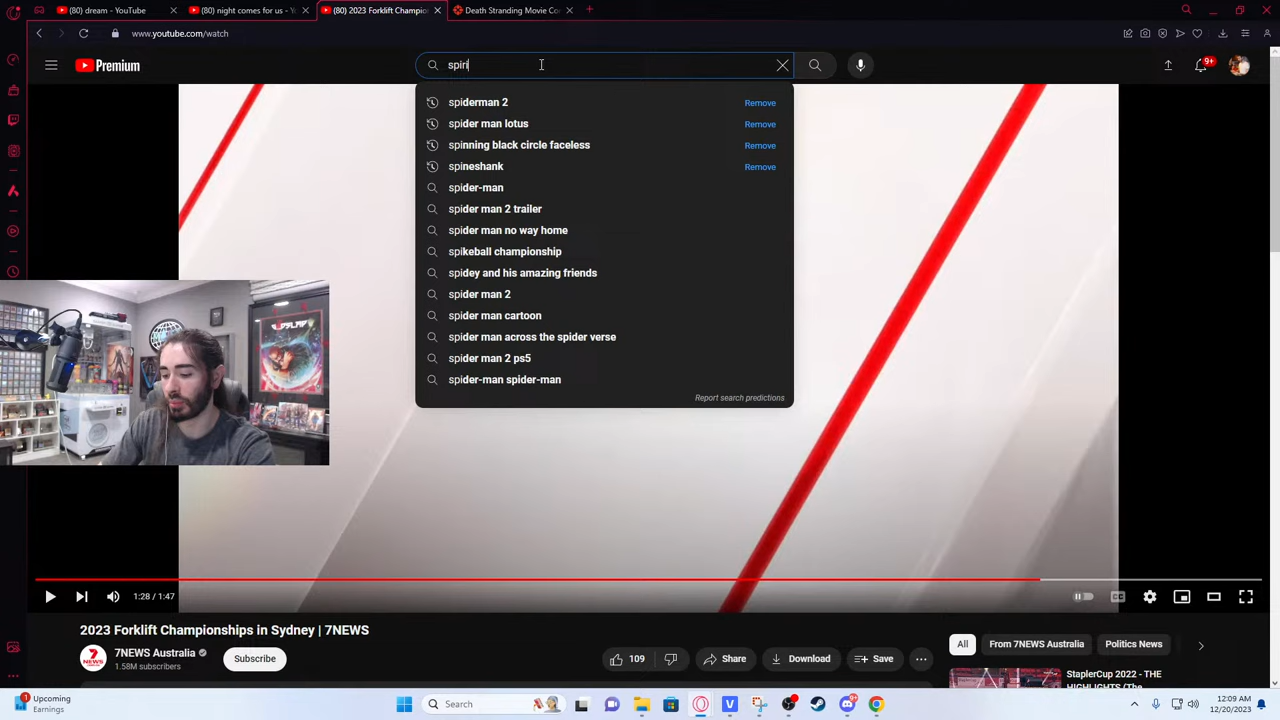 (80) dream - YouTube
(80) night comes for us - Yo
(80) 2023 Forklift Champio
Death Stranding Movie Co
www.youtube.com/watch
Premium
spiri
9+
spiderman 2 Remove
spider man lotus Remove
spinning black circle faceless Remove
spineshank Remove
spider-man
spider man 2 trailer
spider man no way home
spikeball championship
spidey and his amazing friends
spider man 2
spider man cartoon
spider man across the spider verse
spider man 2 ps5
spider-man spider-man
Report search predictions
1:28 / 1:47
CC
2023 Forklift Championships in Sydney | 7NEWS
7NEWS Australia
1.58M subscribers
Subscribe
109
Share
Download
Save
All
From 7NEWS Australia
Politics News
StaplerCup 2022 - THE
HIGHLIGHTS (The
Upcoming
Earnings
Search
12:09 AM
12/20/2023